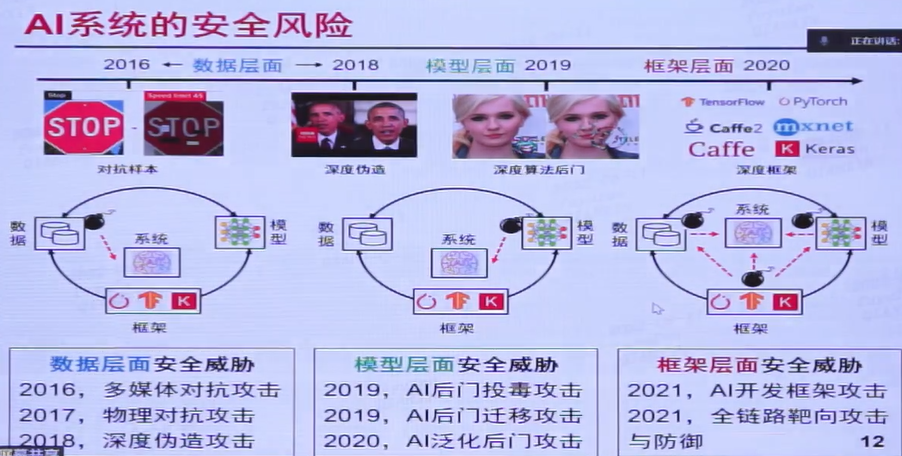 AI系统的安全风险
正在讲话:
2016 ← 数据层面 → 2018 模型层面 2019 框架层面 2020
Stop
Speed limit 45
STOP
STOP
TensorFlow
PyTorch
Caffe2
mxnet
Caffe
K Keras
对抗样本
深度伪造
深度算法后门
深度框架
数据
模型
系统
K
框架
数据
模型
系统
K
框架
数据
模型
系统
K
框架
数据层面安全威胁
2016，多媒体对抗攻击
2017，物理对抗攻击
2018，深度伪造攻击
模型层面安全威胁
2019，AI后门投毒攻击
2019，AI后门迁移攻击
2020，AI泛化后门攻击
框架层面安全威胁
2021，AI开发框架攻击
2021，全链路靶向攻击
与防御
12